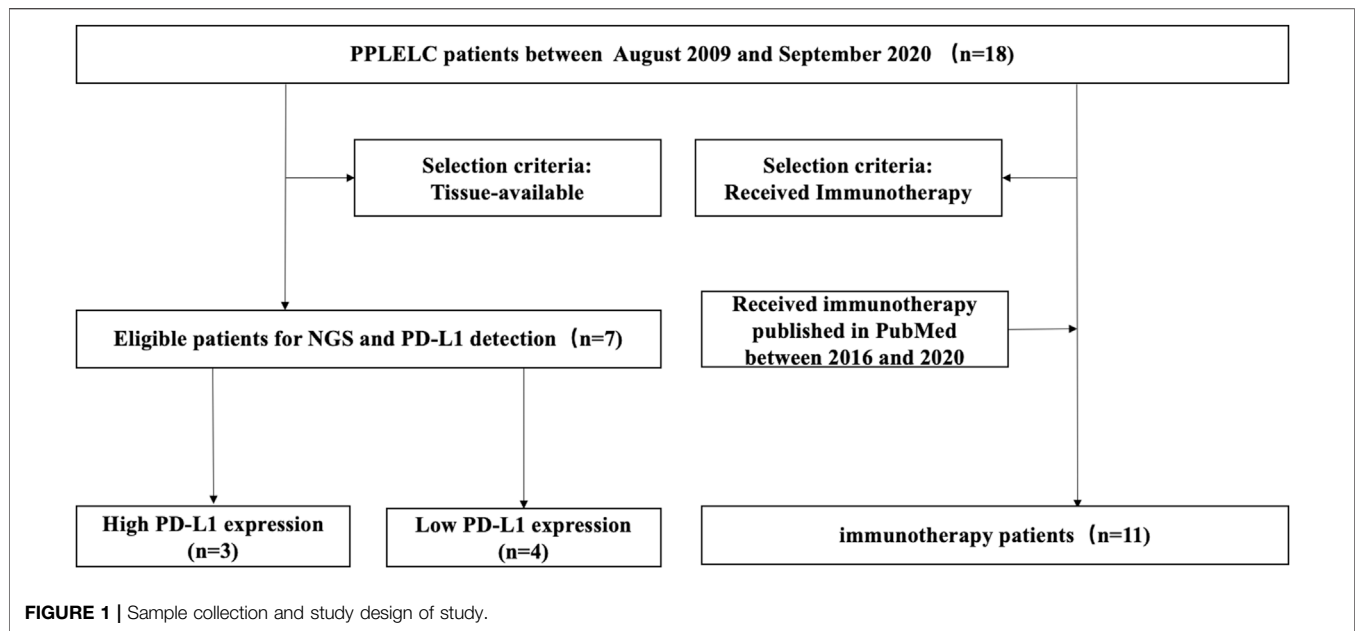 PPLELC patients between August 2009 and September 2020 (n=18)
Selection criteria:
Tissue-available
Selection criteria:
Received Immunotherapy
Received immunotherapy
published in PubMed
between 2016 and 2020
Eligible patients for NGS and PD-L1 detection (n=7)
High PD-L1 expression
(n=3)
Low PD-L1 expression
(n=4)
immunotherapy patients (n=11)
FIGURE 1 | Sample collection and study design of study.